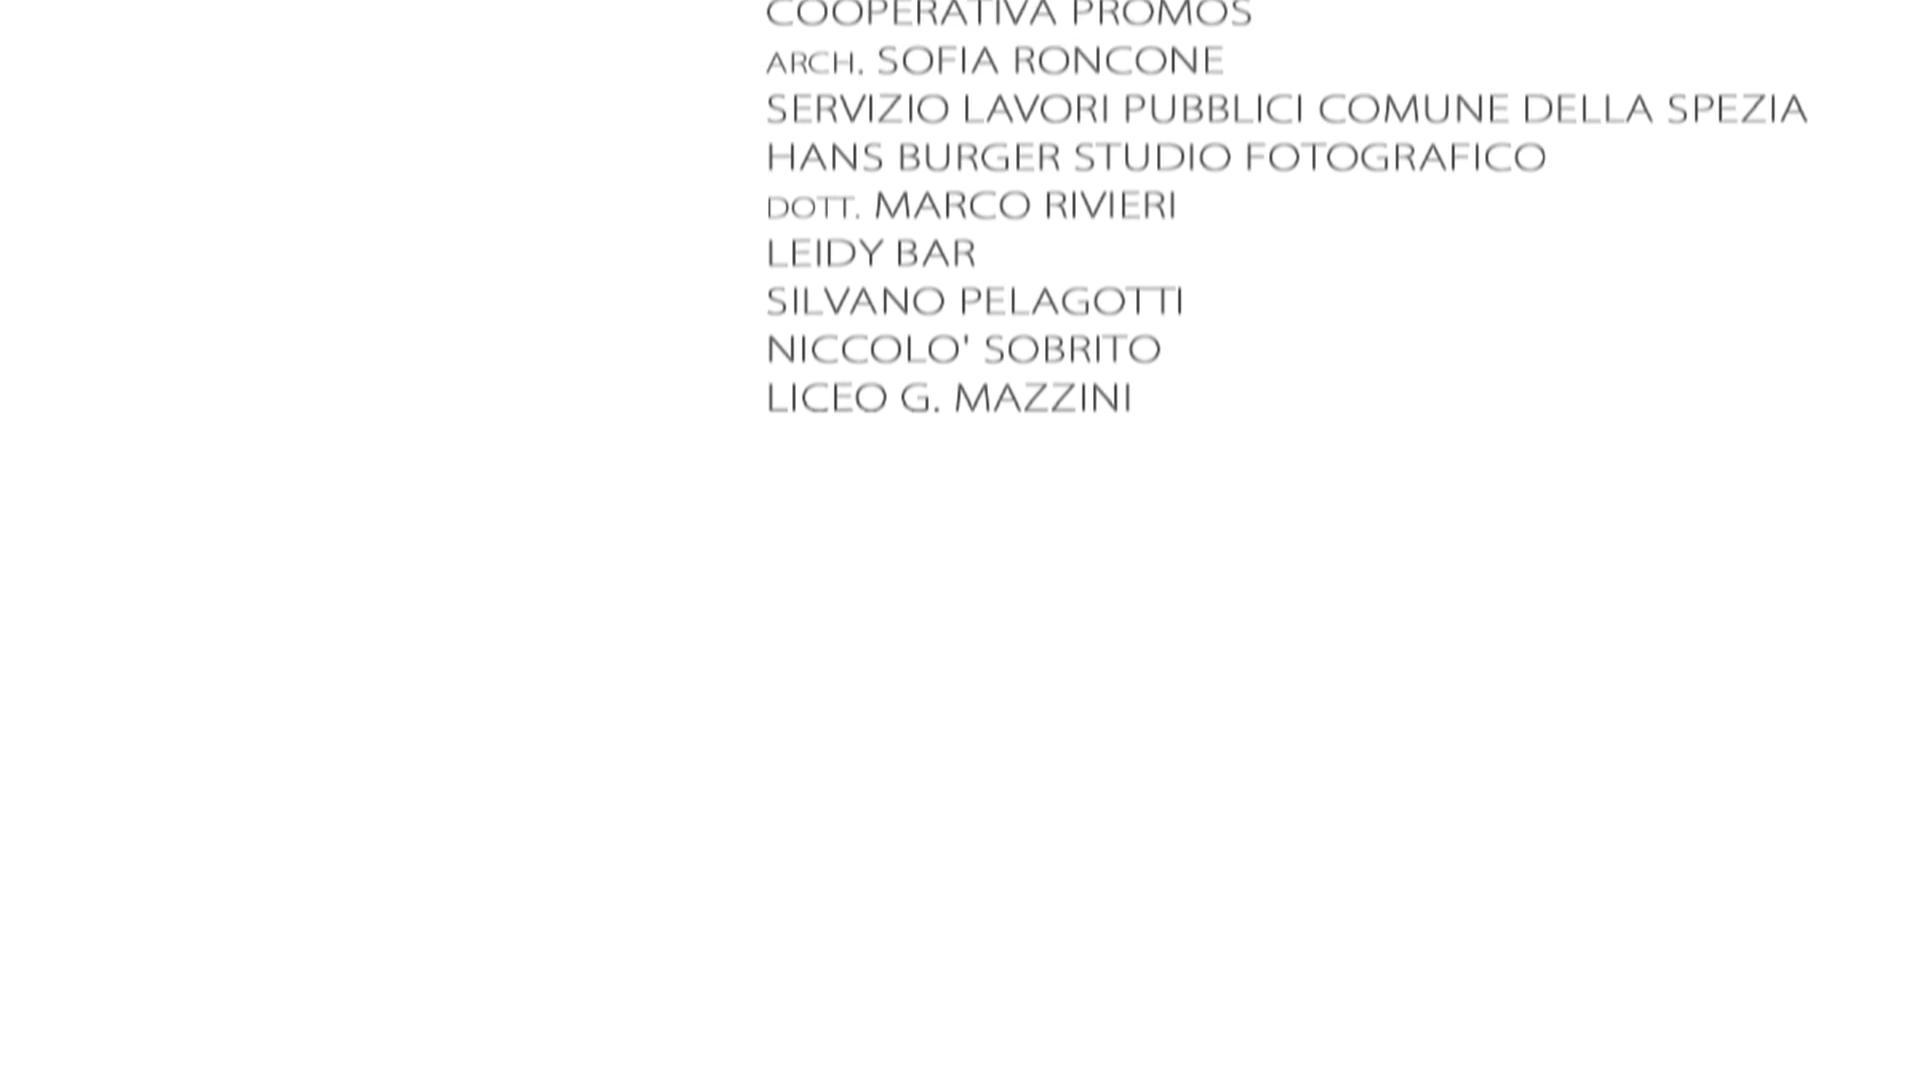 COOPERATIVA PROMOS
ARCH. SOFIA RONCONE
SERVIZIO LAVORI PUBBLICI COMUNE DELLA SPEZIA
HANS BURGER STUDIO FOTOGRAFICO
DOTT. MARCO RIVIERI
LEIDY BAR
SILVANO PELAGOTTI
NICCOLO' SOBRITO
LICEO G. MAZZINI